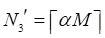 N₃′ = ⌈αM⌉